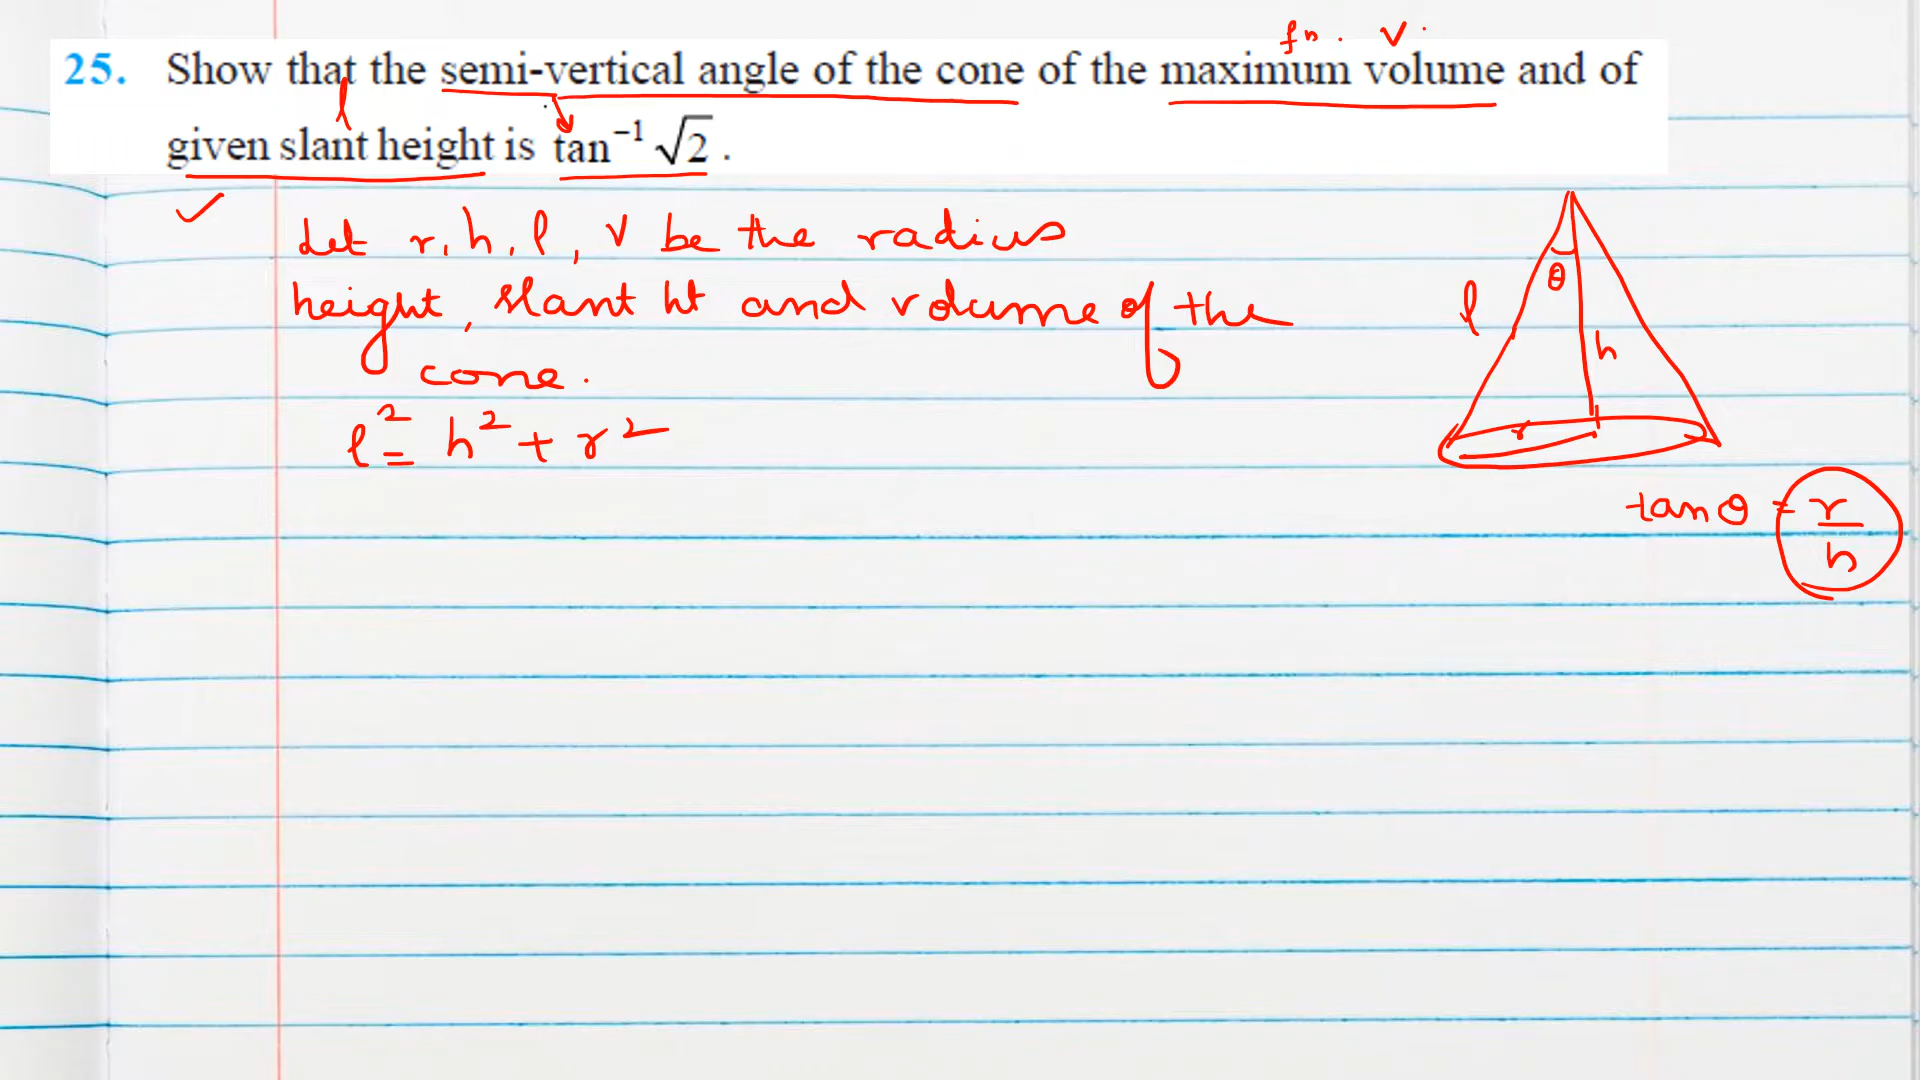 fn. V.
25. Show that the semi-vertical angle of the cone of the maximum volume and of
l
given slant height is tan⁻¹ √2 .
Let r, h, l, V be the radius
height, slant ht and volume of the
cone.
l² = h² + r²
l
θ
h
r
tan θ = r/h